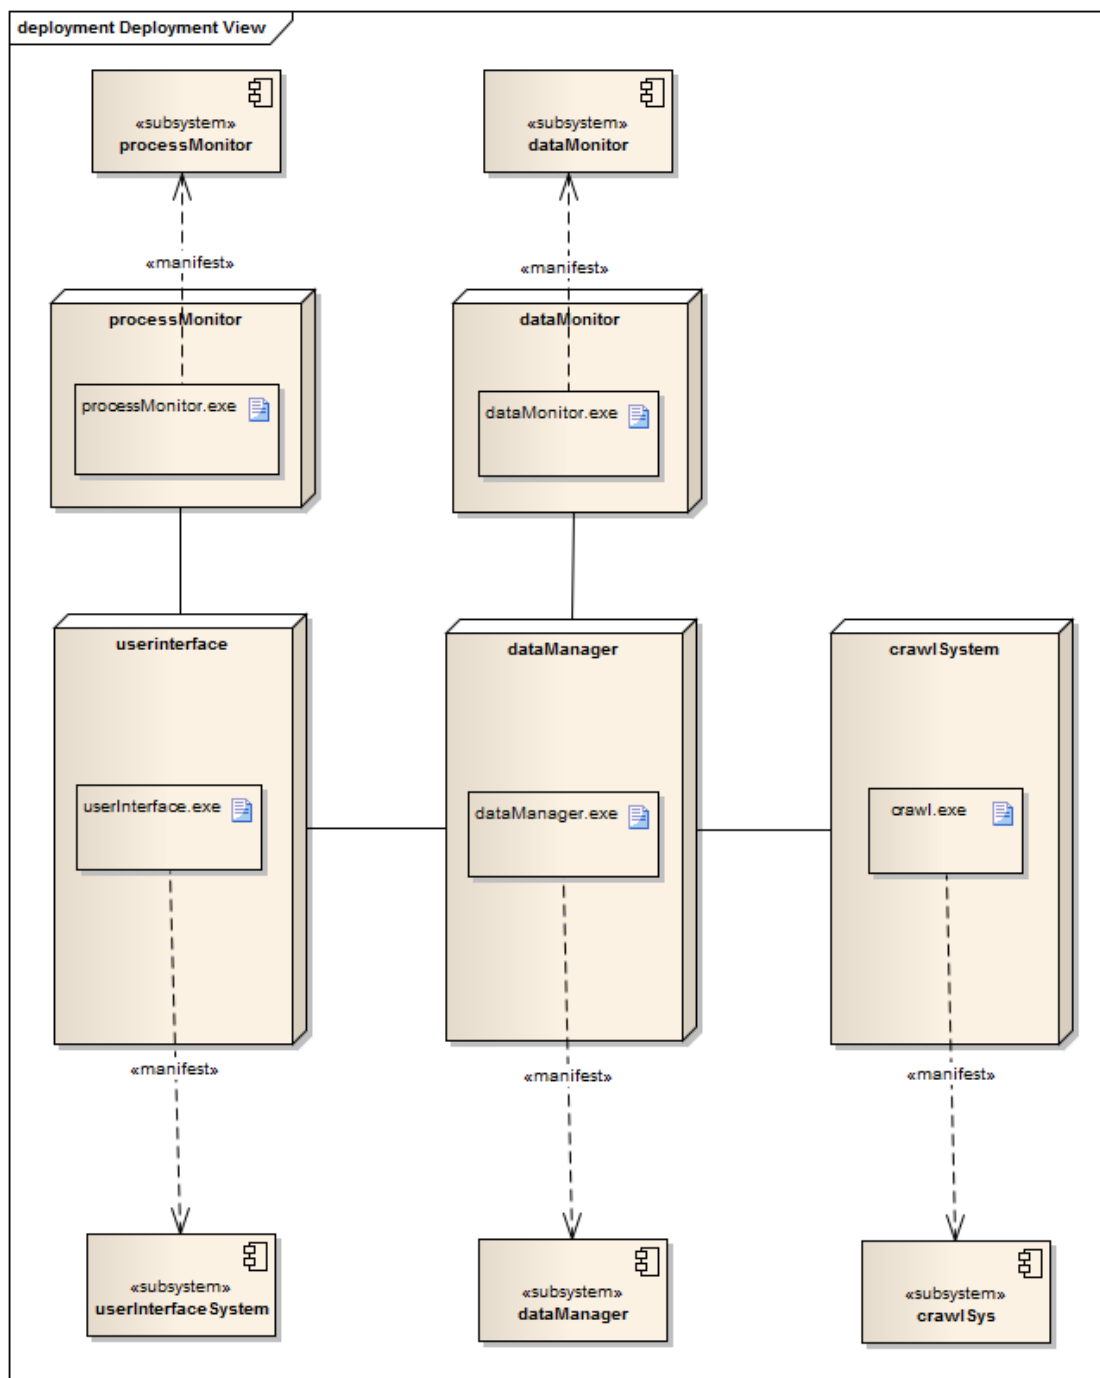 deployment Deployment View
«subsystem»
processMonitor
«subsystem»
dataMonitor
«manifest»
«manifest»
processMonitor
dataMonitor
processMonitor.exe
dataMonitor.exe
userinterface
dataManager
crawlSystem
userInterface.exe
dataManager.exe
crawl.exe
«manifest»
«manifest»
«manifest»
«subsystem»
userInterfaceSystem
«subsystem»
dataManager
«subsystem»
crawlSys